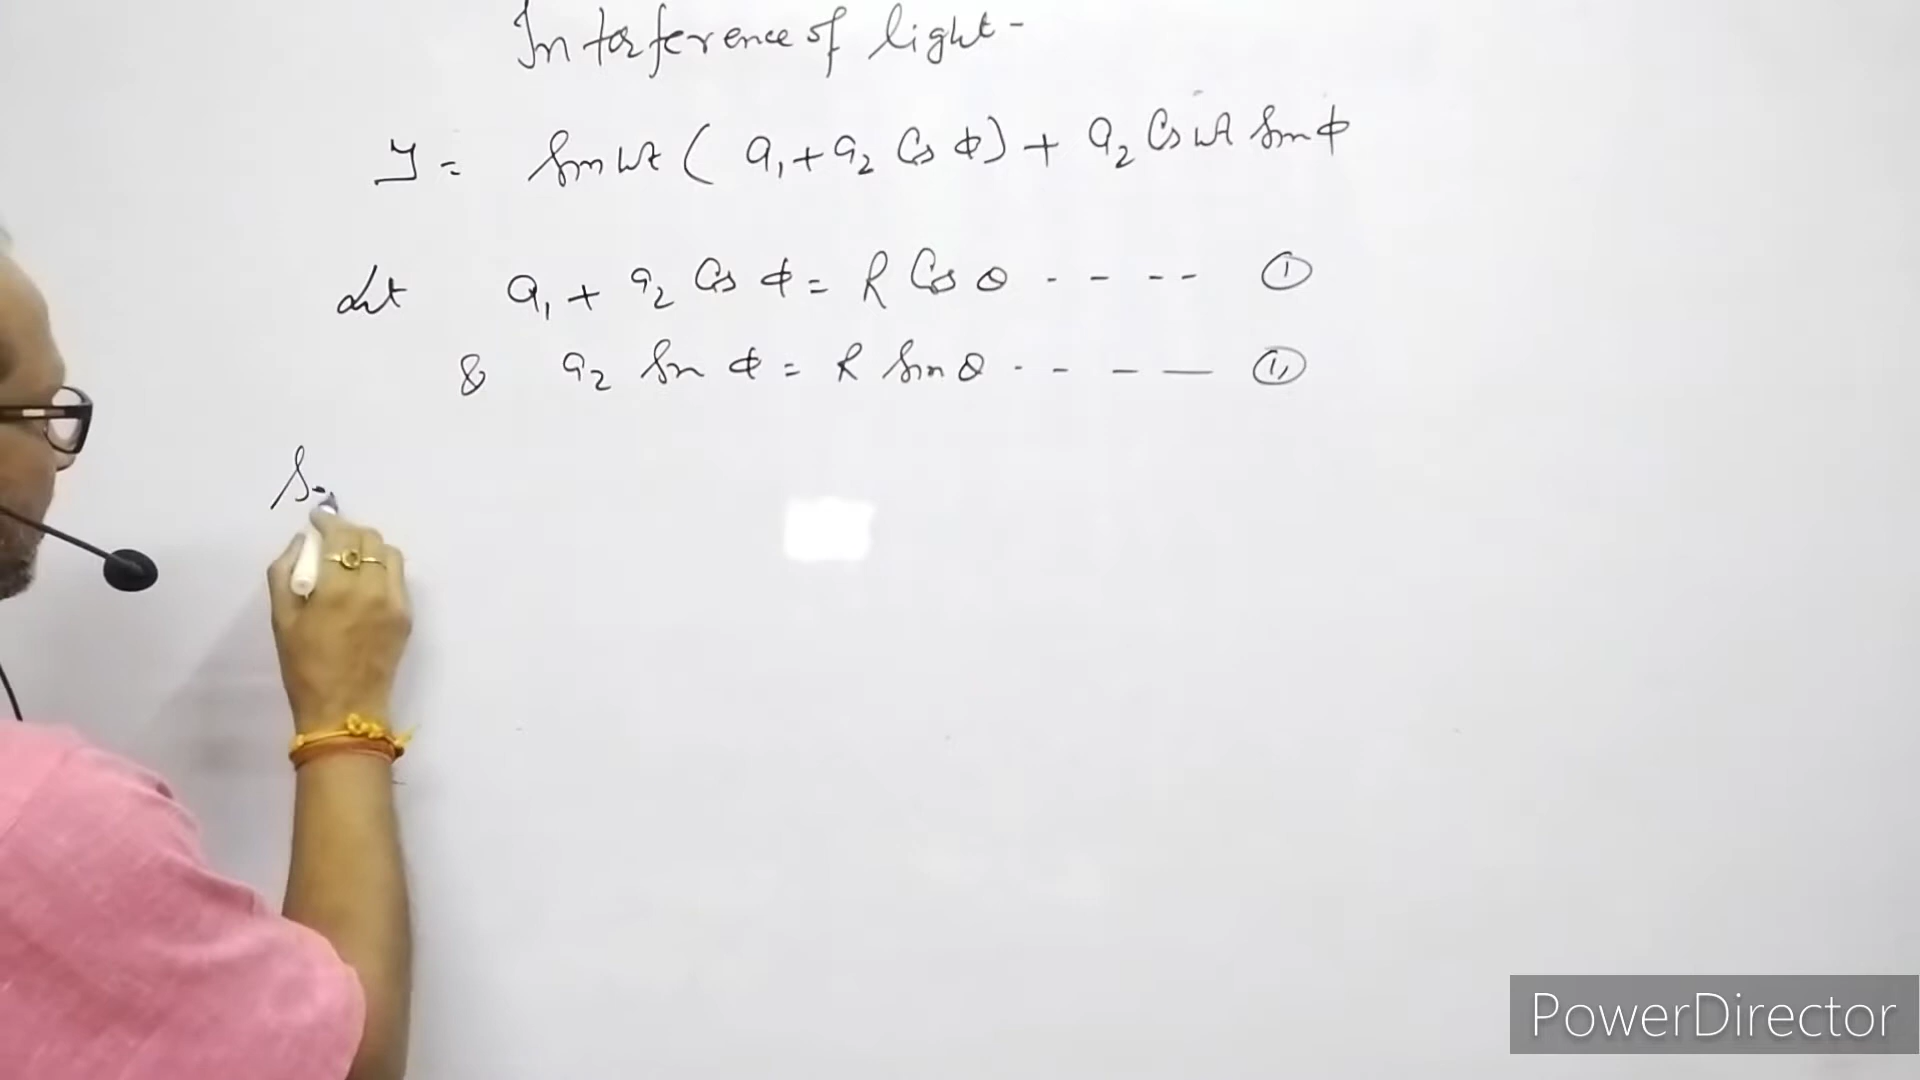 Interference of light -
y = Sin wt ( a₁ + a₂ Cos ϕ) + a₂ Cos wt Sin ϕ
Let a₁ + a₂ Cos ϕ = R Cos θ - - - - ①
& a₂ Sin ϕ = R Sin θ - - - - ⑪
PowerDirector